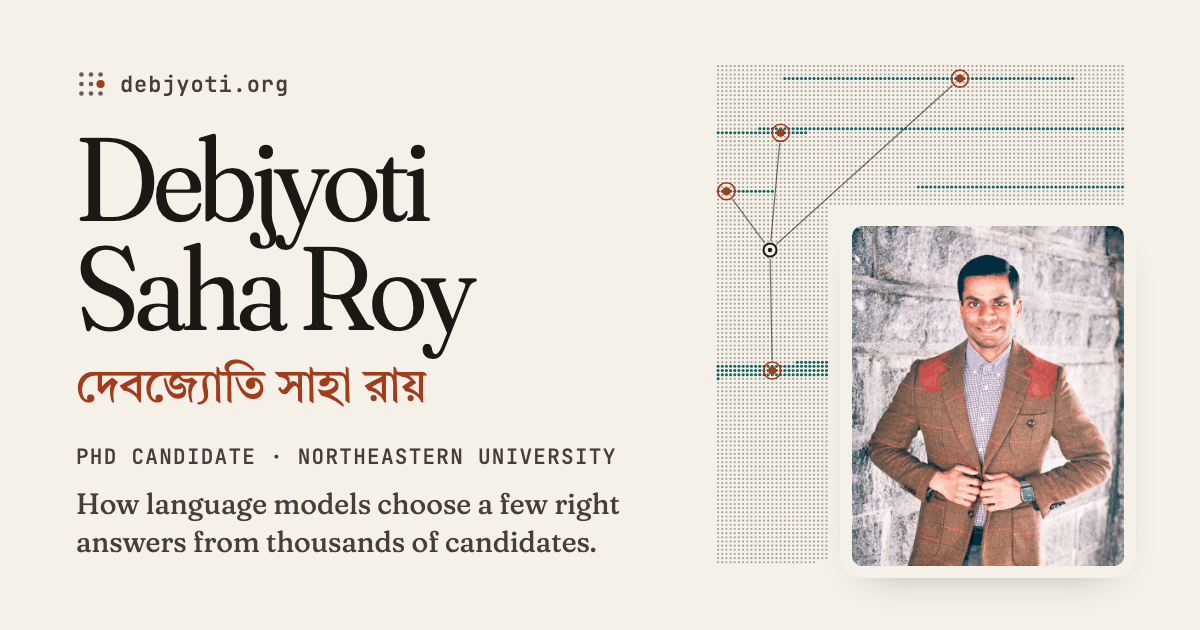 debjyoti.org
Debjyoti
Saha Roy
দেবজ্যোতি সাহা রায়
PHD CANDIDATE · NORTHEASTERN UNIVERSITY
How language models choose a few right
answers from thousands of candidates.